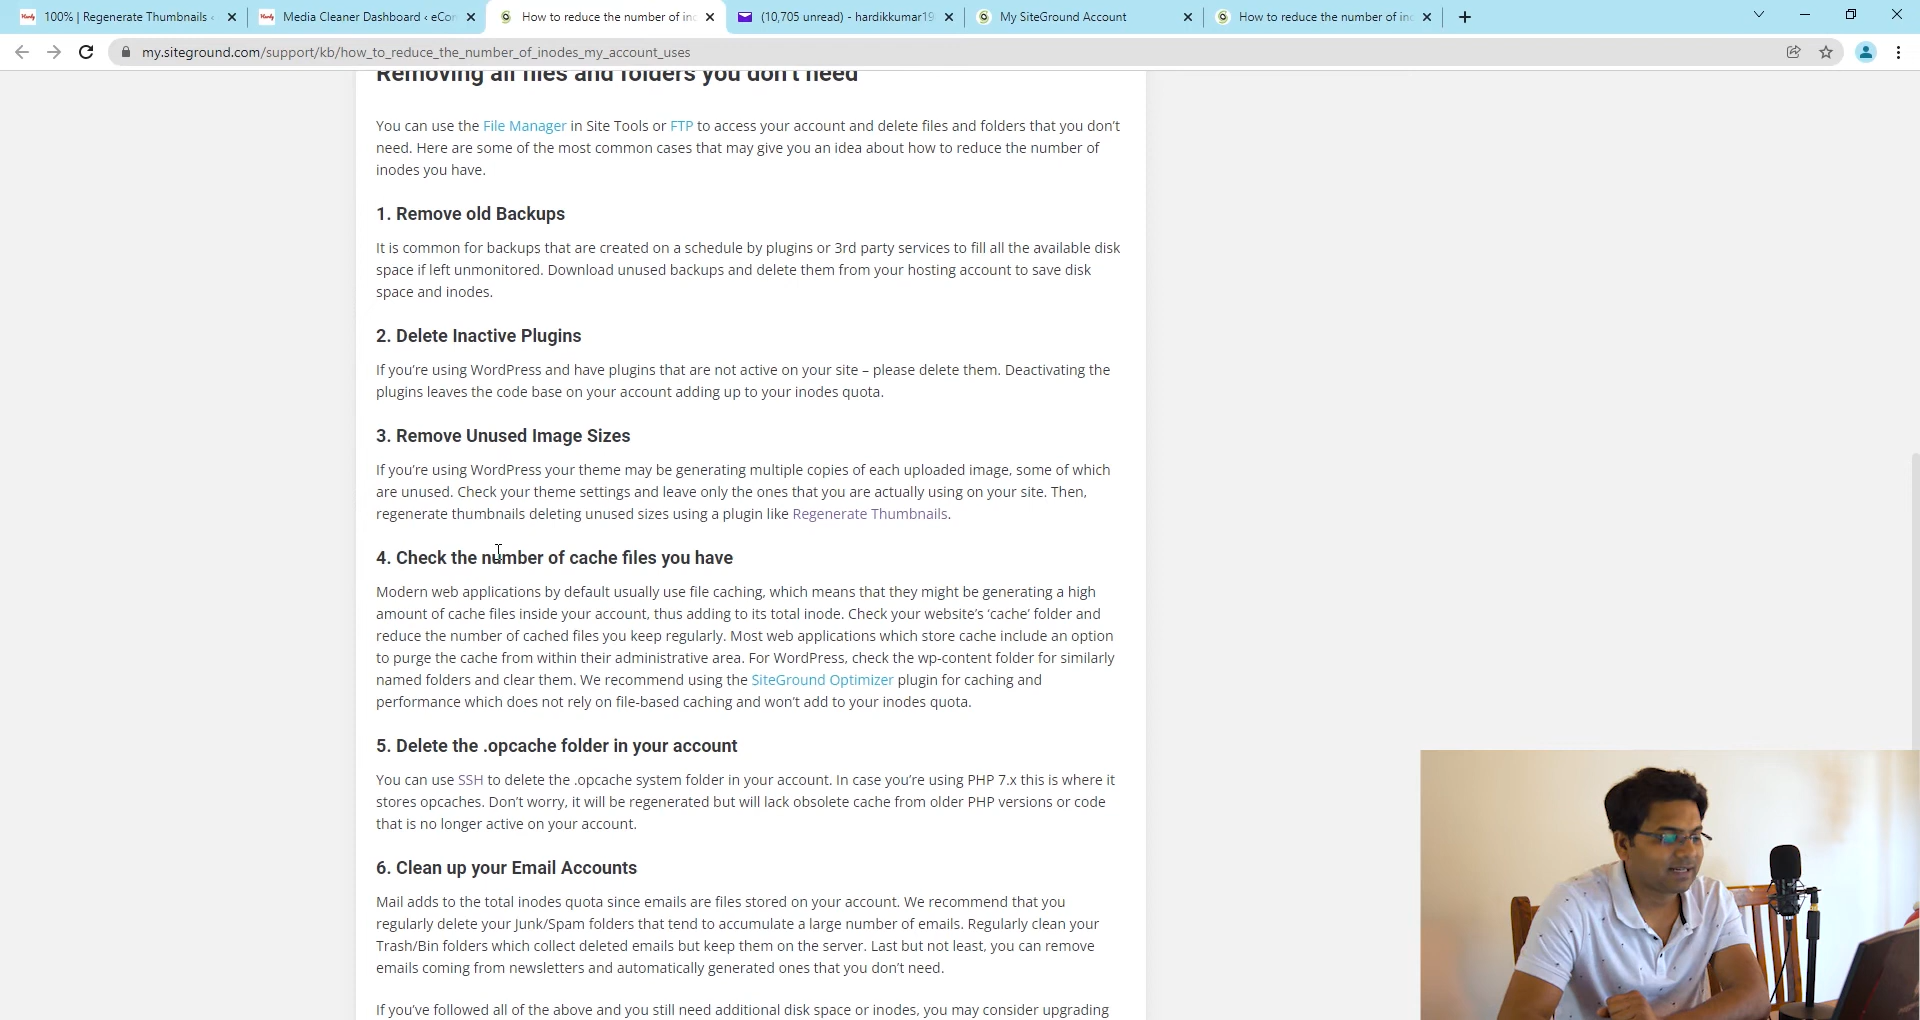 100% | Regenerate Thumbnails ‹
Media Cleaner Dashboard ‹ eCo
How to reduce the number of in
(10,705 unread) - hardikkumar19
My SiteGround Account
How to reduce the number of in
my.siteground.com/support/kb/how_to_reduce_the_number_of_inodes_my_account_uses
Removing all files and folders you don't need
You can use the File Manager in Site Tools or FTP to access your account and delete files and folders that you don't
need. Here are some of the most common cases that may give you an idea about how to reduce the number of
inodes you have.
1. Remove old Backups
It is common for backups that are created on a schedule by plugins or 3rd party services to fill all the available disk
space if left unmonitored. Download unused backups and delete them from your hosting account to save disk
space and inodes.
2. Delete Inactive Plugins
If you're using WordPress and have plugins that are not active on your site – please delete them. Deactivating the
plugins leaves the code base on your account adding up to your inodes quota.
3. Remove Unused Image Sizes
If you're using WordPress your theme may be generating multiple copies of each uploaded image, some of which
are unused. Check your theme settings and leave only the ones that you are actually using on your site. Then,
regenerate thumbnails deleting unused sizes using a plugin like Regenerate Thumbnails.
4. Check the number of cache files you have
Modern web applications by default usually use file caching, which means that they might be generating a high
amount of cache files inside your account, thus adding to its total inode. Check your website's 'cache' folder and
reduce the number of cached files you keep regularly. Most web applications which store cache include an option
to purge the cache from within their administrative area. For WordPress, check the wp-content folder for similarly
named folders and clear them. We recommend using the SiteGround Optimizer plugin for caching and
performance which does not rely on file-based caching and won't add to your inodes quota.
5. Delete the .opcache folder in your account
You can use SSH to delete the .opcache system folder in your account. In case you're using PHP 7.x this is where it
stores opcaches. Don't worry, it will be regenerated but will lack obsolete cache from older PHP versions or code
that is no longer active on your account.
6. Clean up your Email Accounts
Mail adds to the total inodes quota since emails are files stored on your account. We recommend that you
regularly delete your Junk/Spam folders that tend to accumulate a large number of emails. Regularly clean your
Trash/Bin folders which collect deleted emails but keep them on the server. Last but not least, you can remove
emails coming from newsletters and automatically generated ones that you don't need.
If you've followed all of the above and you still need additional disk space or inodes, you may consider upgrading